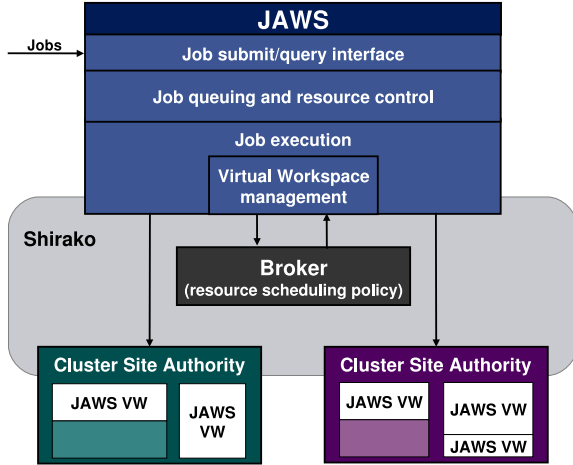 JAWS
Jobs
Job submit/query interface
Job queuing and resource control
Job execution
Virtual Workspace
management
Shirako
Broker
(resource scheduling policy)
Cluster Site Authority
JAWS VW
JAWS
VW
Cluster Site Authority
JAWS VW
JAWS VW
JAWS VW